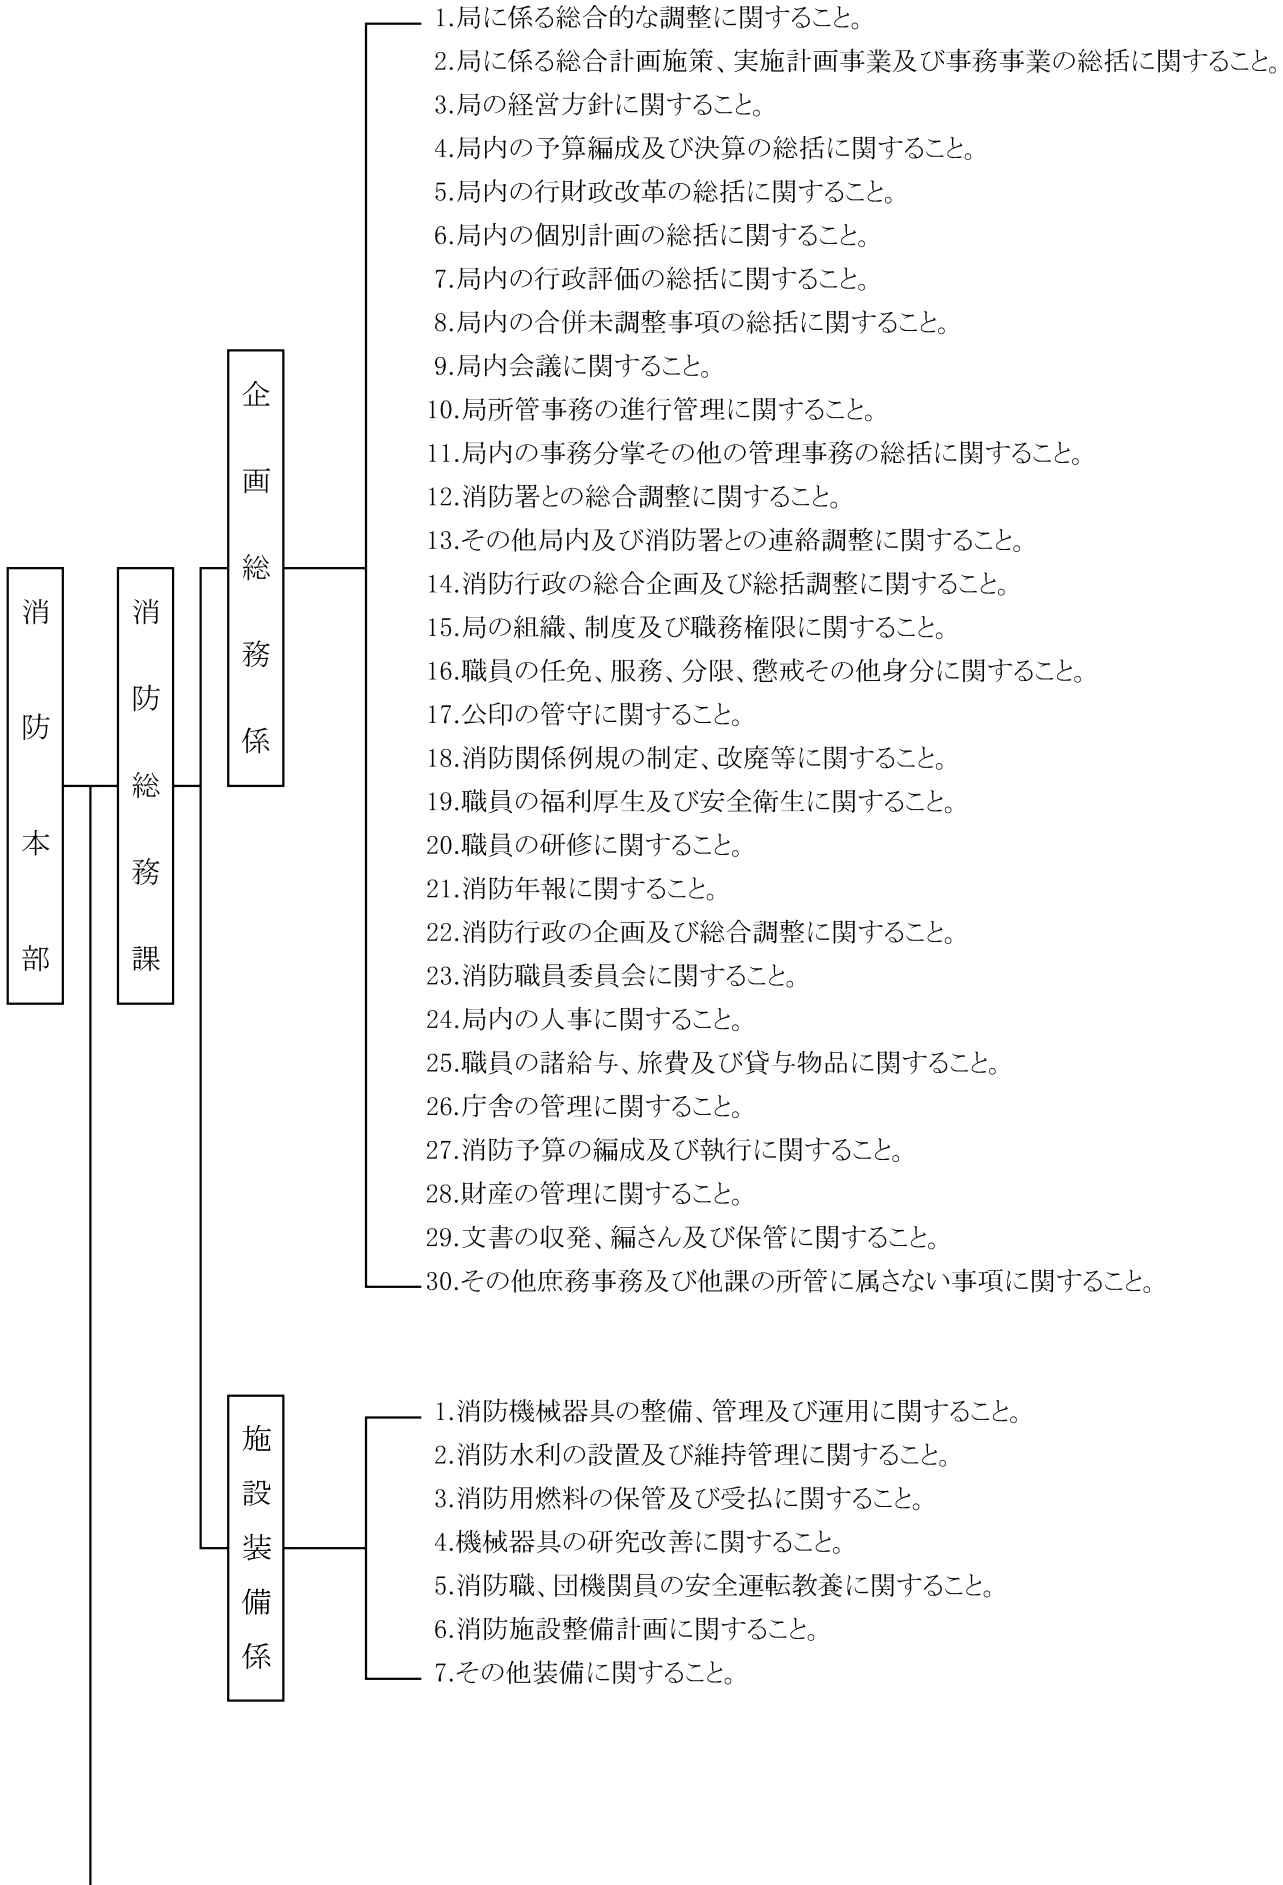 消防本部
消防総務課
企画総務係
1.局に係る総合的な調整に関すること。
2.局に係る総合計画施策、実施計画事業及び事務事業の総括に関すること。
3.局の経営方針に関すること。
4.局内の予算編成及び決算の総括に関すること。
5.局内の行財政改革の総括に関すること。
6.局内の個別計画の総括に関すること。
7.局内の行政評価の総括に関すること。
8.局内の合併未調整事項の総括に関すること。
9.局内会議に関すること。
10.局所管事務の進行管理に関すること。
11.局内の事務分掌その他の管理事務の総括に関すること。
12.消防署との総合調整に関すること。
13.その他局内及び消防署との連絡調整に関すること。
14.消防行政の総合企画及び総括調整に関すること。
15.局の組織、制度及び職務権限に関すること。
16.職員の任免、服務、分限、懲戒その他身分に関すること。
17.公印の管守に関すること。
18.消防関係例規の制定、改廃等に関すること。
19.職員の福利厚生及び安全衛生に関すること。
20.職員の研修に関すること。
21.消防年報に関すること。
22.消防行政の企画及び総合調整に関すること。
23.消防職員委員会に関すること。
24.局内の人事に関すること。
25.職員の諸給与、旅費及び貸与物品に関すること。
26.庁舎の管理に関すること。
27.消防予算の編成及び執行に関すること。
28.財産の管理に関すること。
29.文書の収発、編さん及び保管に関すること。
30.その他庶務事務及び他課の所管に属さない事項に関すること。
施設装備係
1.消防機械器具の整備、管理及び運用に関すること。
2.消防水利の設置及び維持管理に関すること。
3.消防用燃料の保管及び受払に関すること。
4.機械器具の研究改善に関すること。
5.消防職、団機関員の安全運転教養に関すること。
6.消防施設整備計画に関すること。
7.その他装備に関すること。